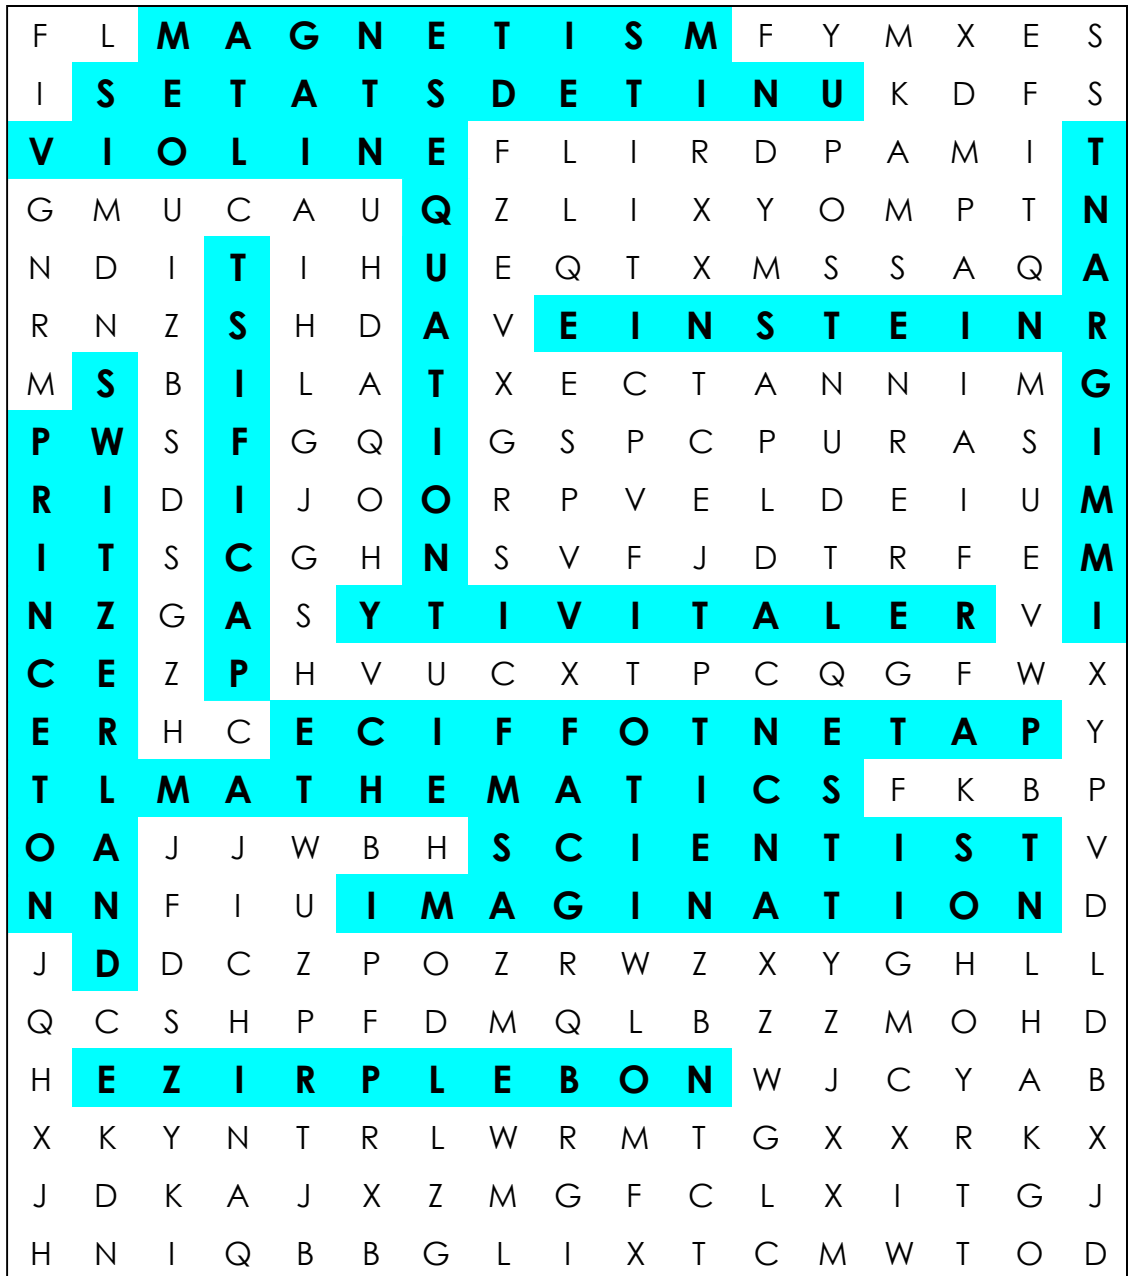 F L M A G N E T I S M F Y M X E S
I S E T A T S D E T I N U K D F S
V I O L I N E F L I R D P A M I T
G M U C A U Q Z L I X Y O M P T N
N D I T I H U E Q T X M S S A Q A
R N Z S H D A V E I N S T E I N R
M S B I L A T X E C T A N N I M G
P W S F G Q I G S P C P U R A S I
R I D I J O O R P V E L D E I U M
I T S C G H N S V F J D T R F E M
N Z G A S Y T I V I T A L E R V I
C E Z P H V U C X T P C Q G F W X
E R H C E C I F F O T N E T A P Y
T L M A T H E M A T I C S F K B P
O A J J W B H S C I E N T I S T V
N N F I U I M A G I N A T I O N D
J D D C Z P O Z R W Z X Y G H L L
Q C S H P F D M Q L B Z Z M O H D
H E Z I R P L E B O N W J C Y A B
X K Y N T R L W R M T G X X R K X
J D K A J X Z M G F C L X I T G J
H N I Q B B G L I X T C M W T O D